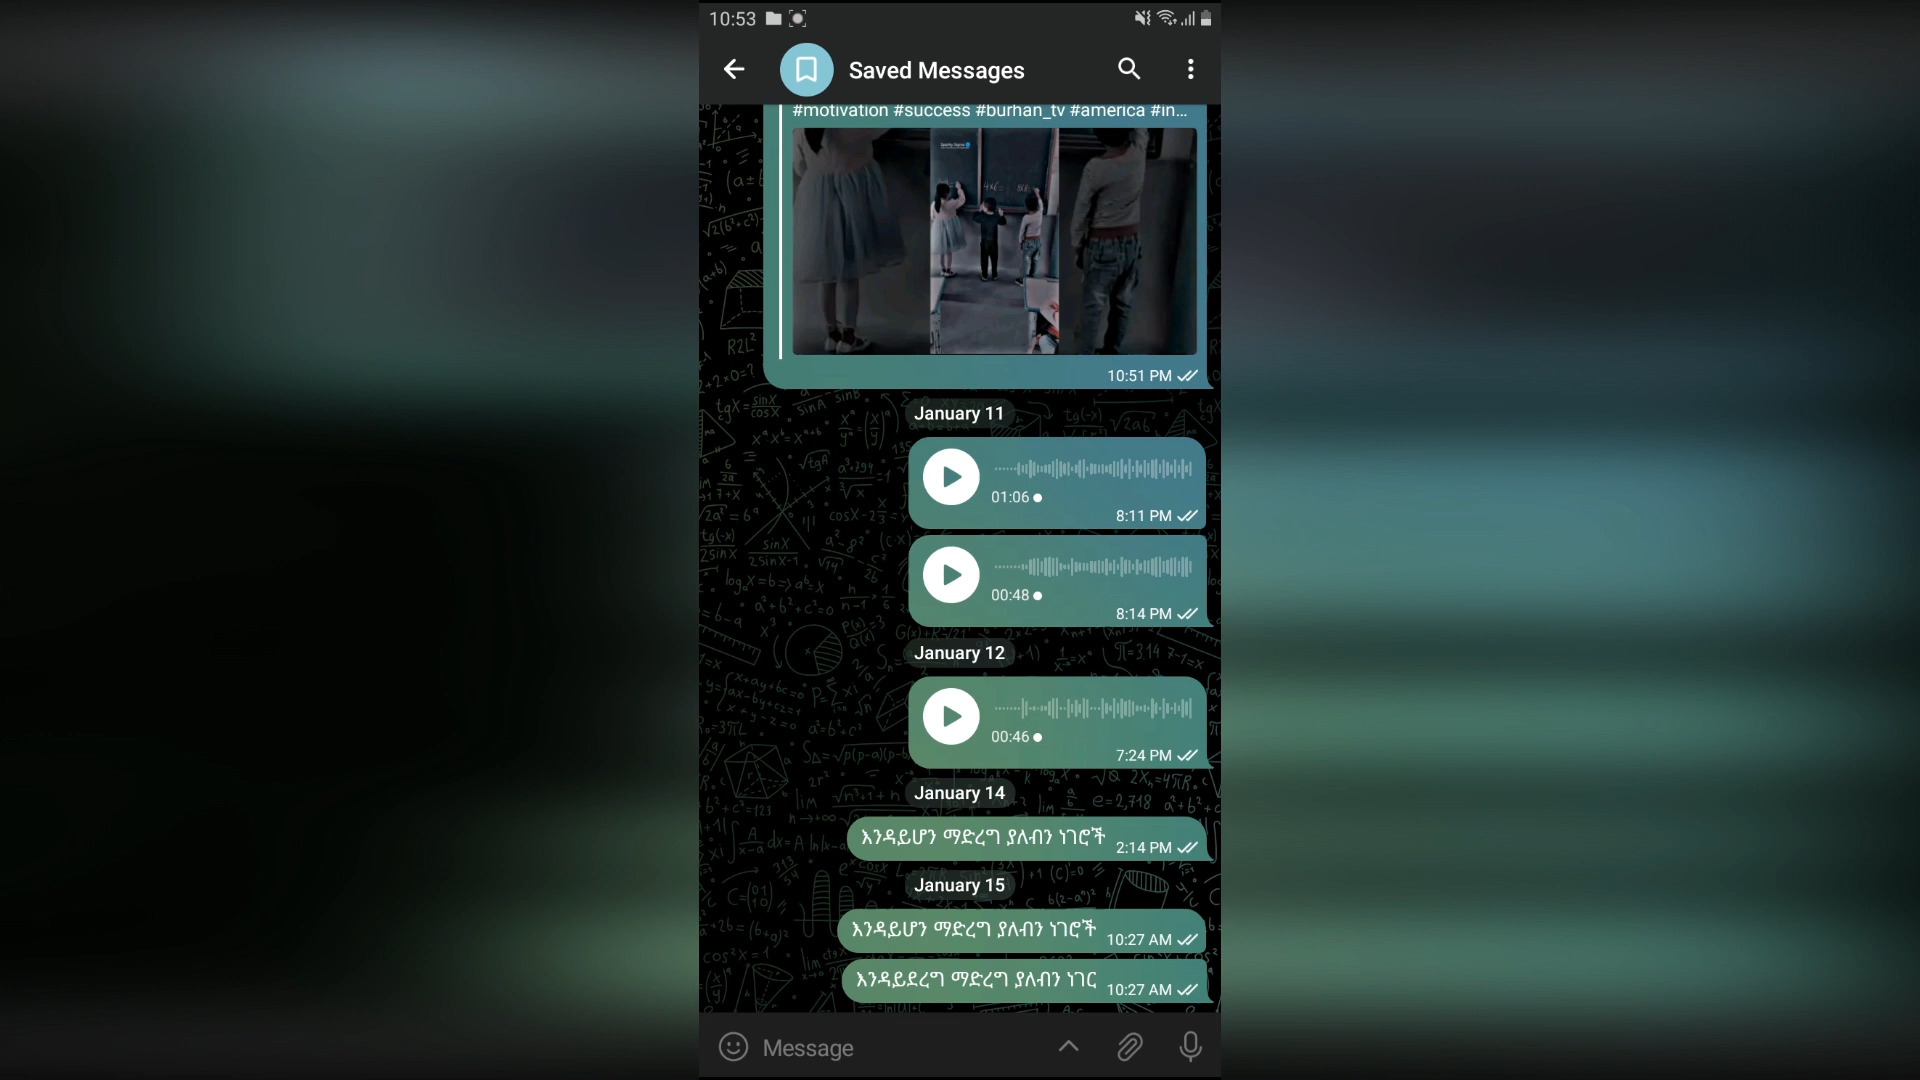 10:53
Saved Messages
#motivation #success #burhan_tv #america #in...
10:51 PM
January 11
01:06
8:11 PM
00:48
8:14 PM
January 12
00:46
7:24 PM
January 14
እንዳይሆን ማድረግ ያለብን ነገሮች 2:14 PM
January 15
እንዳይሆን ማድረግ ያለብን ነገሮች 10:27 AM
እንዳይደረግ ማድረግ ያለብን ነገር 10:27 AM
Message